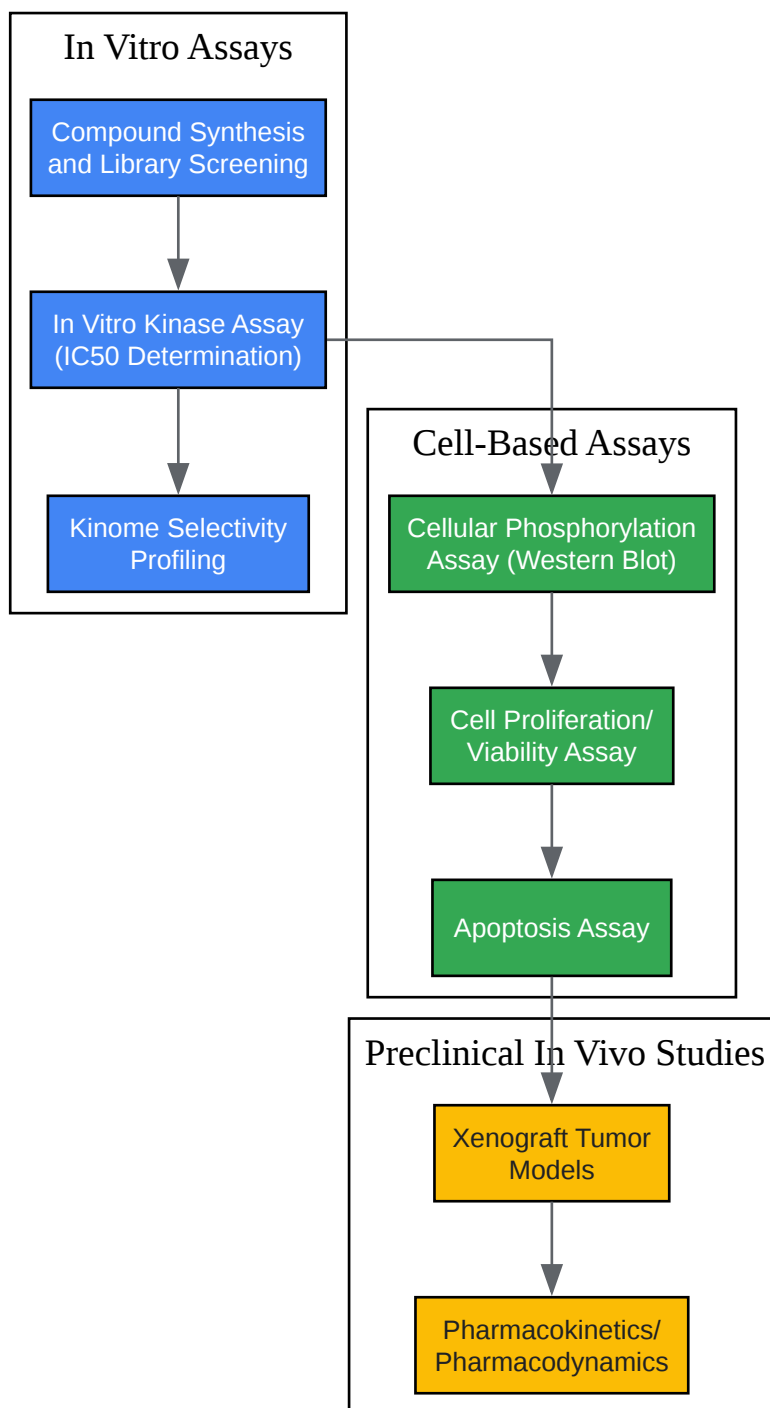 In Vitro Assays
Compound Synthesis
and Library Screening
In Vitro Kinase Assay
(IC50 Determination)
Kinome Selectivity
Profiling
Cell-Based Assays
Cellular Phosphorylation
Assay (Western Blot)
Cell Proliferation/
Viability Assay
Apoptosis Assay
Preclinical In Vivo Studies
Xenograft Tumor
Models
Pharmacokinetics/
Pharmacodynamics